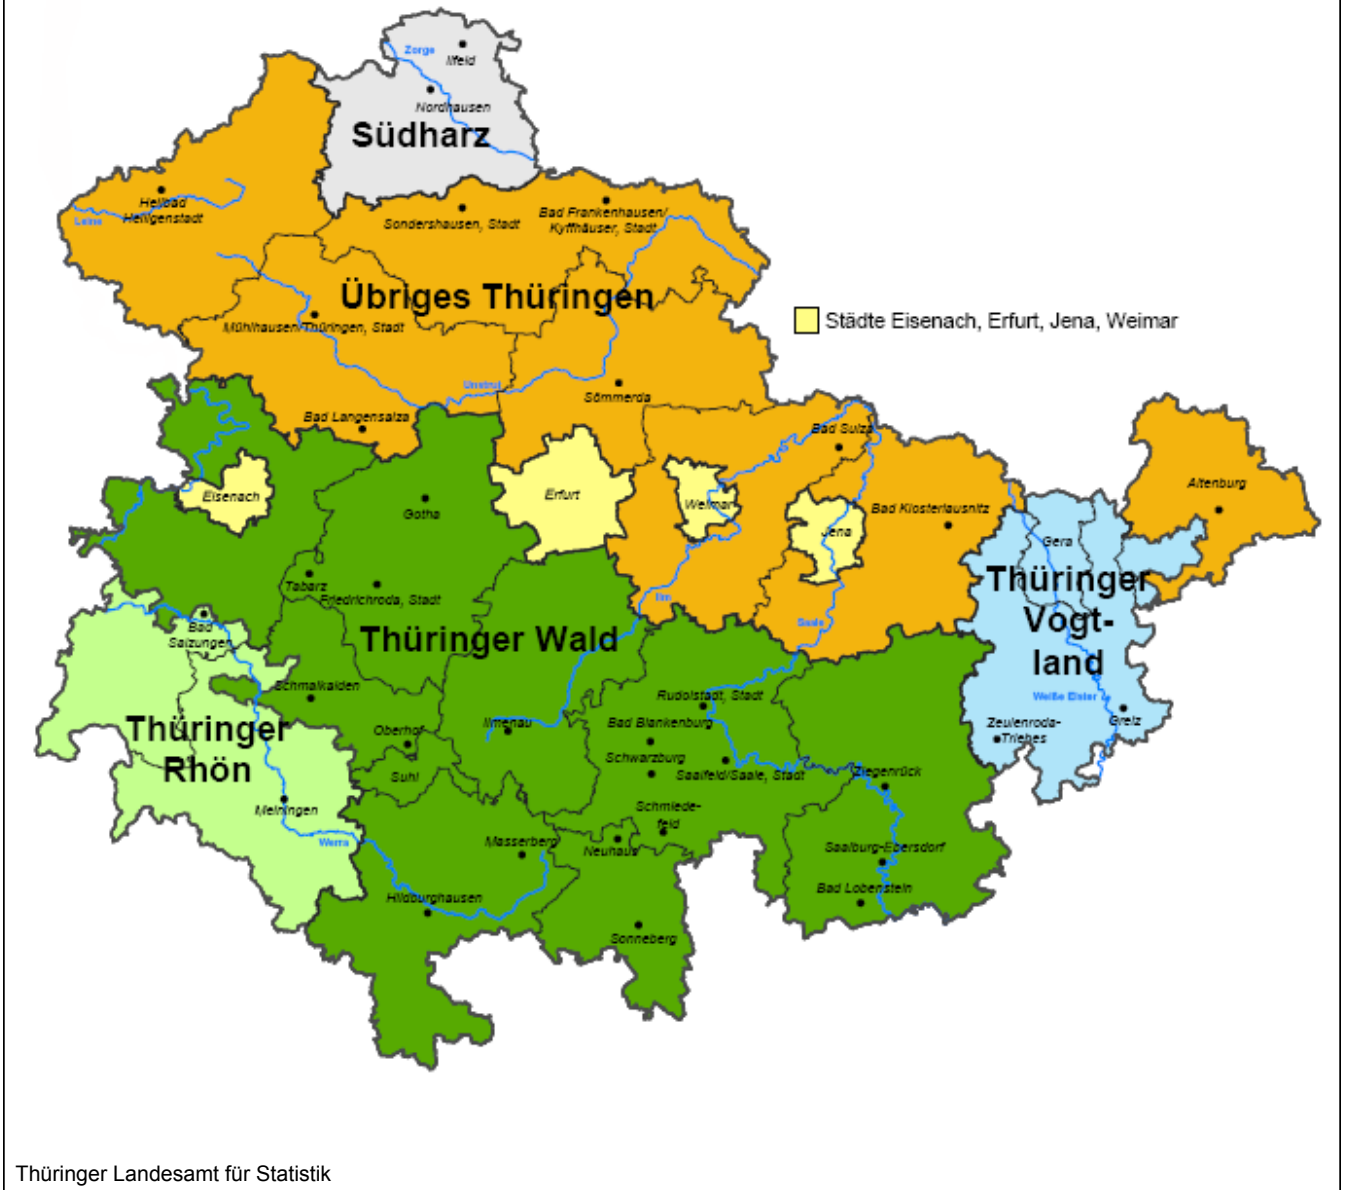 Zorge
Ilfeld
Nordhausen
Südharz
Heilbad
Heiligenstadt
Leine
Sondershausen, Stadt
Bad Frankenhausen/
Kyffhäuser, Stadt
Übriges Thüringen
Mühlhausen/Thüringen, Stadt
Städte Eisenach, Erfurt, Jena, Weimar
Unstrut
Sömmerda
Bad Langensalza
Bad Sulza
Eisenach
Erfurt
Weimar
Altenburg
Gotha
Bad Klosterlausnitz
Jena
Gera
Tabarz
Friedrichroda, Stadt
Ilm
Saale
Thüringer
Vogt-
land
Bad
Salzungen
Thüringer Wald
Schmalkalden
Rudolstadt, Stadt
Weiße Elster
Thüringer
Rhön
Oberhof
Ilmenau
Bad Blankenburg
Greiz
Zeulenroda-
Triebes
Schwarzburg
Suhl
Saalfeld/Saale, Stadt
Ziegenrück
Meiningen
Schmiede-
feld
Werra
Masserberg
Neuhaus
Saalburg-Ebersdorf
Hildburghausen
Bad Lobenstein
Sonneberg
Thüringer Landesamt für Statistik